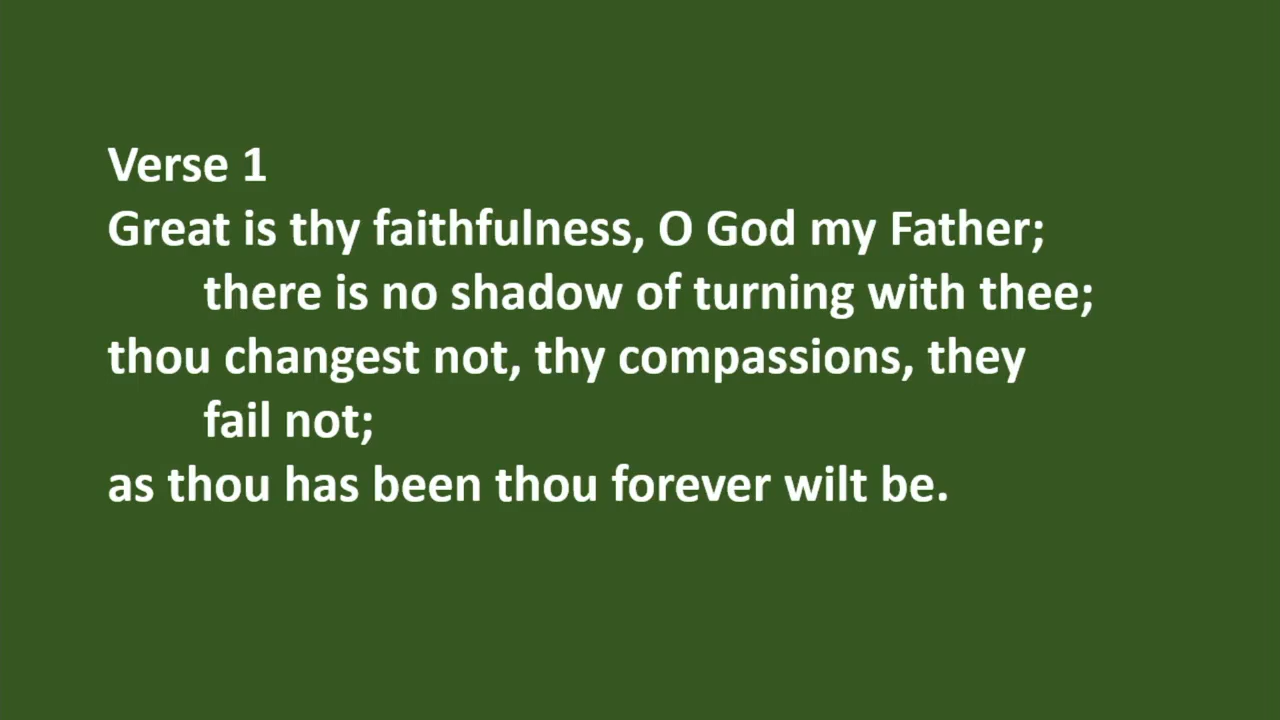 Verse 1
Great is thy faithfulness, O God my Father;
there is no shadow of turning with thee;
thou changest not, thy compassions, they
fail not;
as thou has been thou forever wilt be.